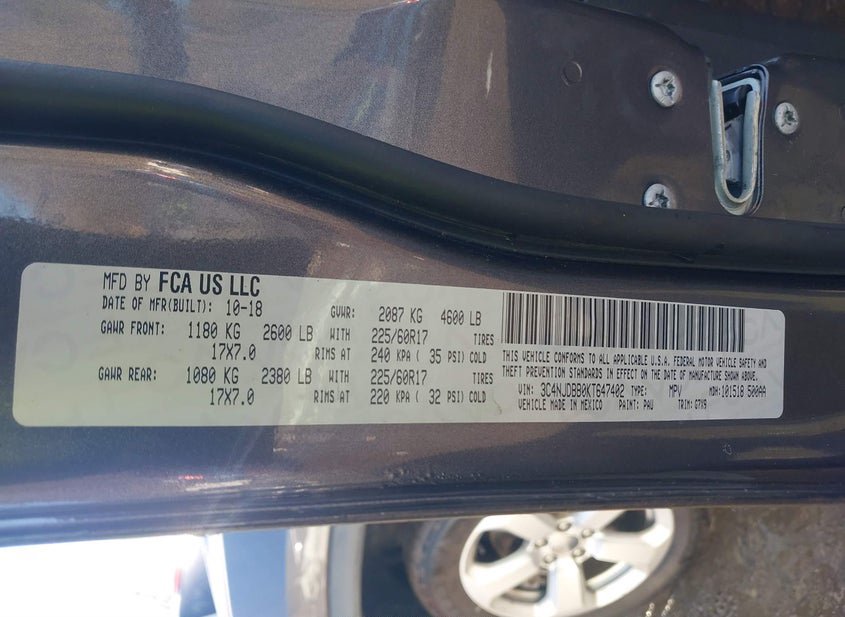 MFD BY FCA US LLC
DATE OF MFR(BUILT): 10-18 GVWR: 2087 KG 4600 LB
GAWR FRONT: 1180 KG 2600 LB WITH 225/60R17 TIRES
17X7.0 RIMS AT 240 KPA ( 35 PSI) COLD
GAWR REAR: 1080 KG 2380 LB WITH 225/60R17 TIRES
17X7.0 RIMS AT 220 KPA ( 32 PSI) COLD
THIS VEHICLE CONFORMS TO ALL APPLICABLE U.S.A. FEDERAL MOTOR VEHICLE SAFETY AND
THEFT PREVENTION STANDARDS IN EFFECT ON THE DATE OF MANUFACTURE SHOWN ABOVE.
VIN: 3C4NJDBB0KT647402 TYPE: MPV MDH: 101518 500AA
VEHICLE MADE IN MEXICO PAINT: PAU TRIM: G7X9